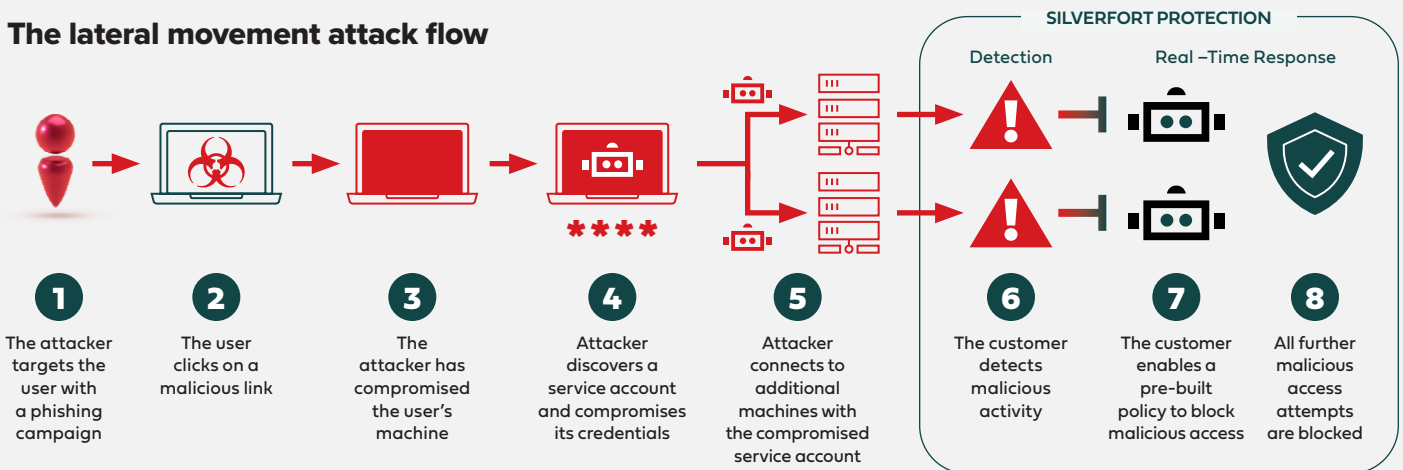 The lateral movement attack flow
SILVERFORT PROTECTION
Detection
Real –Time Response
****
1
The attacker
targets the
user with
a phishing
campaign
2
The user
clicks on a
malicious link
3
The
attacker has
compromised
the user's
machine
4
Attacker
discovers a
service account
and compromises
its credentials
5
Attacker
connects to
additional
machines with
the compromised
service account
6
The customer
detects
malicious
activity
7
The customer
enables a
pre-built
policy to block
malicious access
8
All further
malicious
access
attempts
are blocked